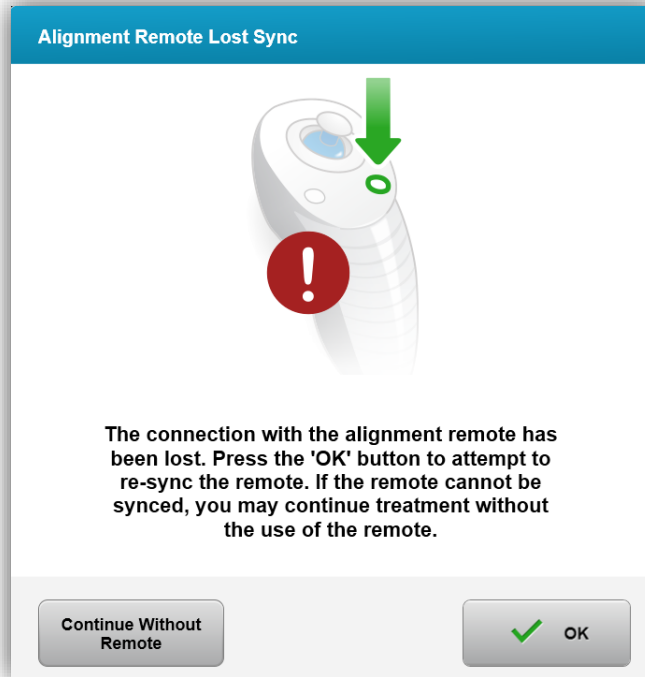 Alignment Remote Lost Sync
The connection with the alignment remote has
been lost. Press the 'OK' button to attempt to
re-sync the remote. If the remote cannot be
synced, you may continue treatment without
the use of the remote.
Continue Without
Remote
OK